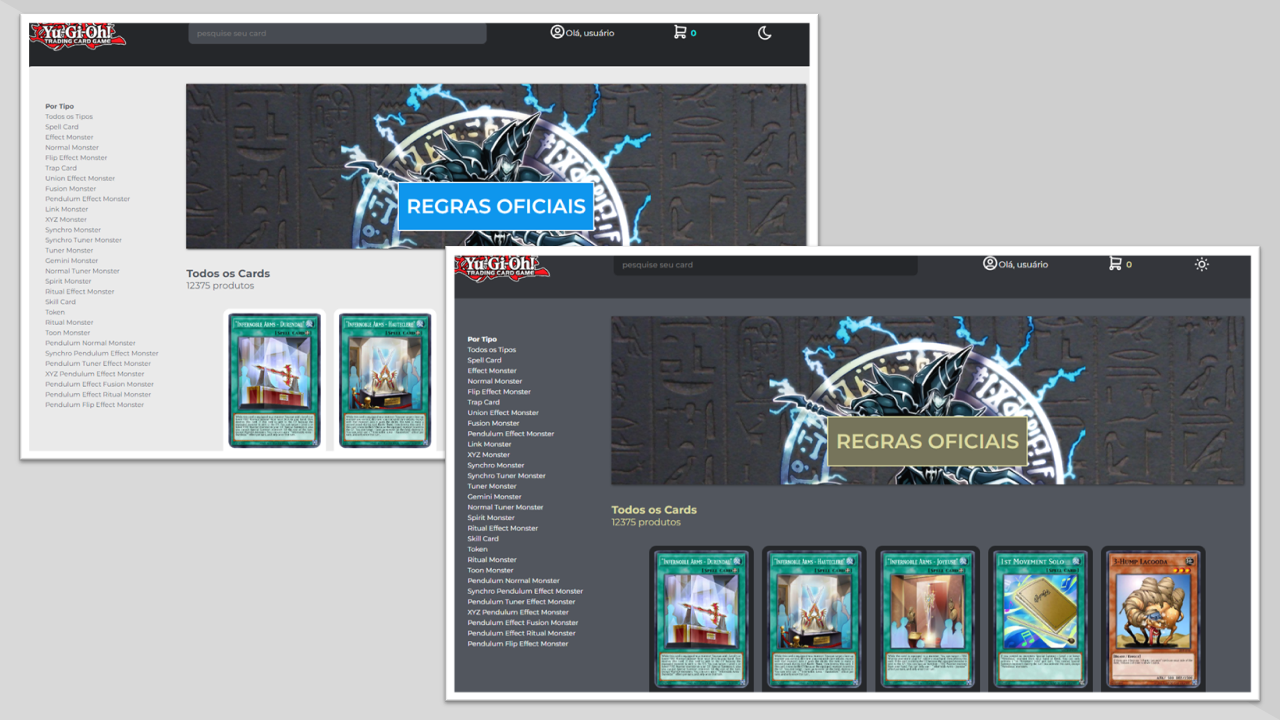 Yu-Gi-Oh!
TRADING CARD GAME
pesquise seu card
Olá, usuário
0
Por Tipo
Todos os Tipos
Spell Card
Effect Monster
Normal Monster
Flip Effect Monster
Trap Card
Union Effect Monster
Fusion Monster
Pendulum Effect Monster
Link Monster
XYZ Monster
Synchro Monster
Synchro Tuner Monster
Tuner Monster
Gemini Monster
Normal Tuner Monster
Spirit Monster
Ritual Effect Monster
Skill Card
Token
Ritual Monster
Toon Monster
Pendulum Normal Monster
Synchro Pendulum Effect Monster
Pendulum Tuner Effect Monster
XYZ Pendulum Effect Monster
Pendulum Effect Fusion Monster
Pendulum Effect Ritual Monster
Pendulum Flip Effect Monster
REGRAS OFICIAIS
Todos os Cards
12375 produtos
"Infernoble Arms - Durendal"
"Infernoble Arms - Hauteclere"
Yu-Gi-Oh!
TRADING CARD GAME
pesquise seu card
Olá, usuário
0
Por Tipo
Todos os Tipos
Spell Card
Effect Monster
Normal Monster
Flip Effect Monster
Trap Card
Union Effect Monster
Fusion Monster
Pendulum Effect Monster
Link Monster
XYZ Monster
Synchro Monster
Synchro Tuner Monster
Tuner Monster
Gemini Monster
Normal Tuner Monster
Spirit Monster
Ritual Effect Monster
Skill Card
Token
Ritual Monster
Toon Monster
Pendulum Normal Monster
Synchro Pendulum Effect Monster
Pendulum Tuner Effect Monster
XYZ Pendulum Effect Monster
Pendulum Effect Fusion Monster
Pendulum Effect Ritual Monster
Pendulum Flip Effect Monster
REGRAS OFICIAIS
Todos os Cards
12375 produtos
"Infernoble Arms - Durendal"
"Infernoble Arms - Hauteclere"
"Infernoble Arms - Joyeuse"
1st Movement Solo
3-Hump Lacooda